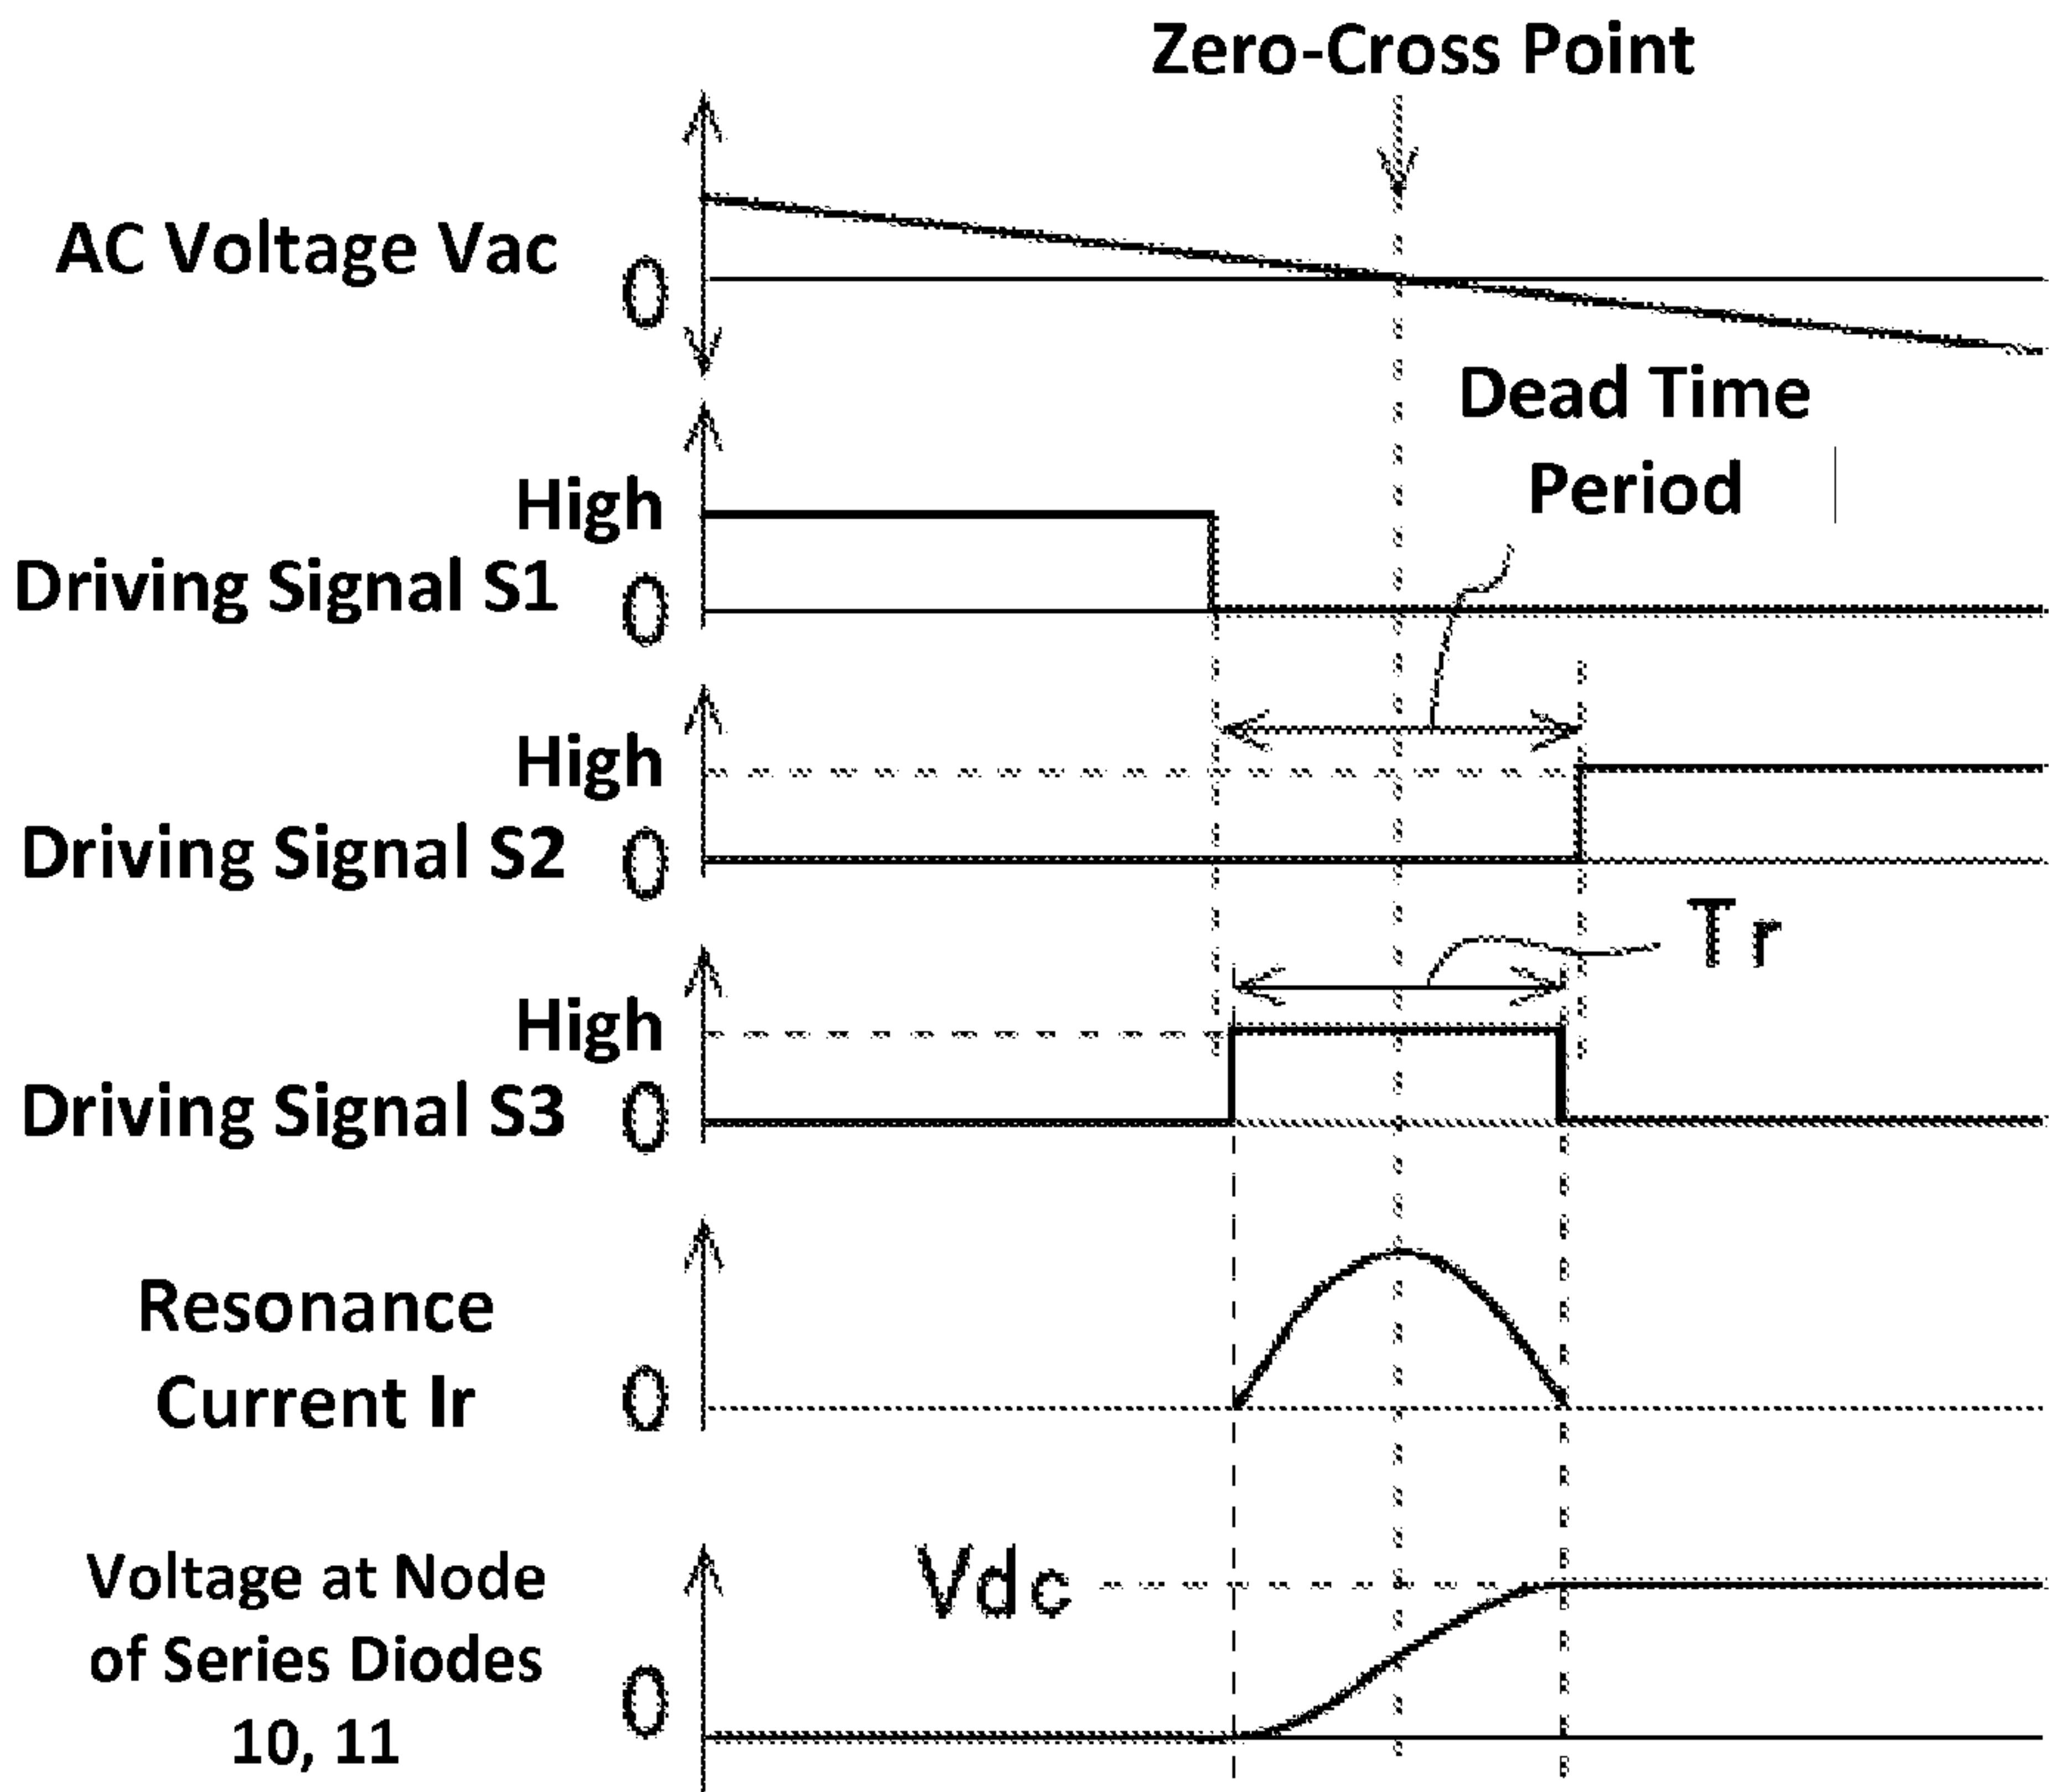 Zero-Cross Point
AC Voltage Vac
0
Dead Time
Period
High
Driving Signal S1
0
High
Driving Signal S2
0
Tr
High
Driving Signal S3
0
Resonance
Current Ir
0
Vdc
Voltage at Node
of Series Diodes
10, 11
0